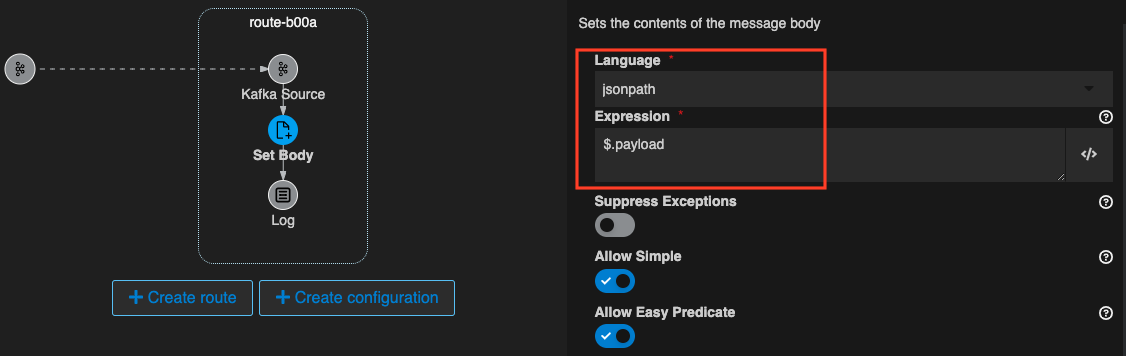 route-b00a
Kafka Source
Set Body
Log
+ Create route
+ Create configuration
Sets the contents of the message body
Language *
jsonpath
Expression *
$.payload
</>
Suppress Exceptions
Allow Simple
Allow Easy Predicate